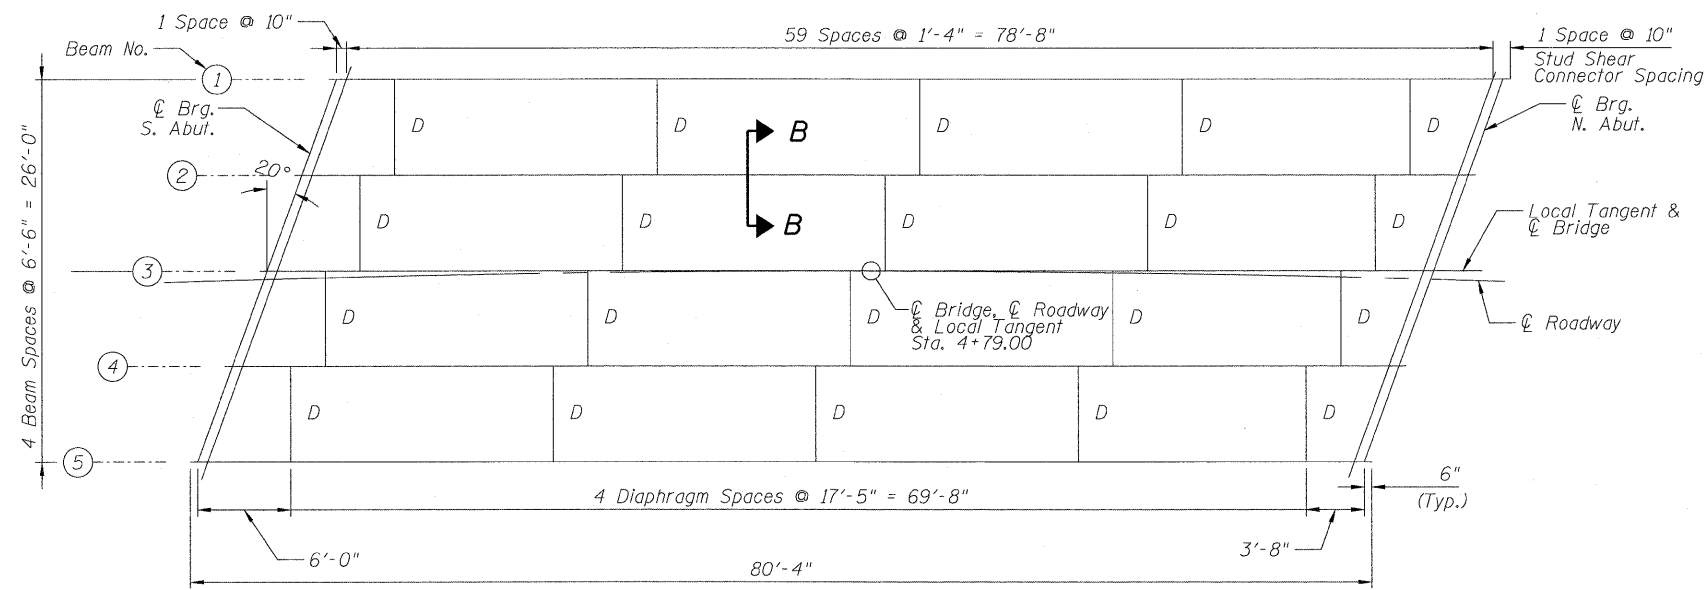 1 Space @ 10"
59 Spaces @ 1'-4" = 78'-8"
1 Space @ 10"
Stud Shear
Connector Spacing
Beam No.
1
℄ Brg.
S. Abut.
℄ Brg.
N. Abut.
D
D
D
D
D
B
B
2
20°
D
D
D
D
D
Local Tangent &
℄ Bridge
3
℄ Bridge, ℄ Roadway
& Local Tangent
Sta. 4+79.00
℄ Roadway
D
D
D
D
D
4
D
D
D
D
D
5
4 Beam Spaces @ 6'-6" = 26'-0"
4 Diaphragm Spaces @ 17'-5" = 69'-8"
6"
(Typ.)
6'-0"
3'-8"
80'-4"